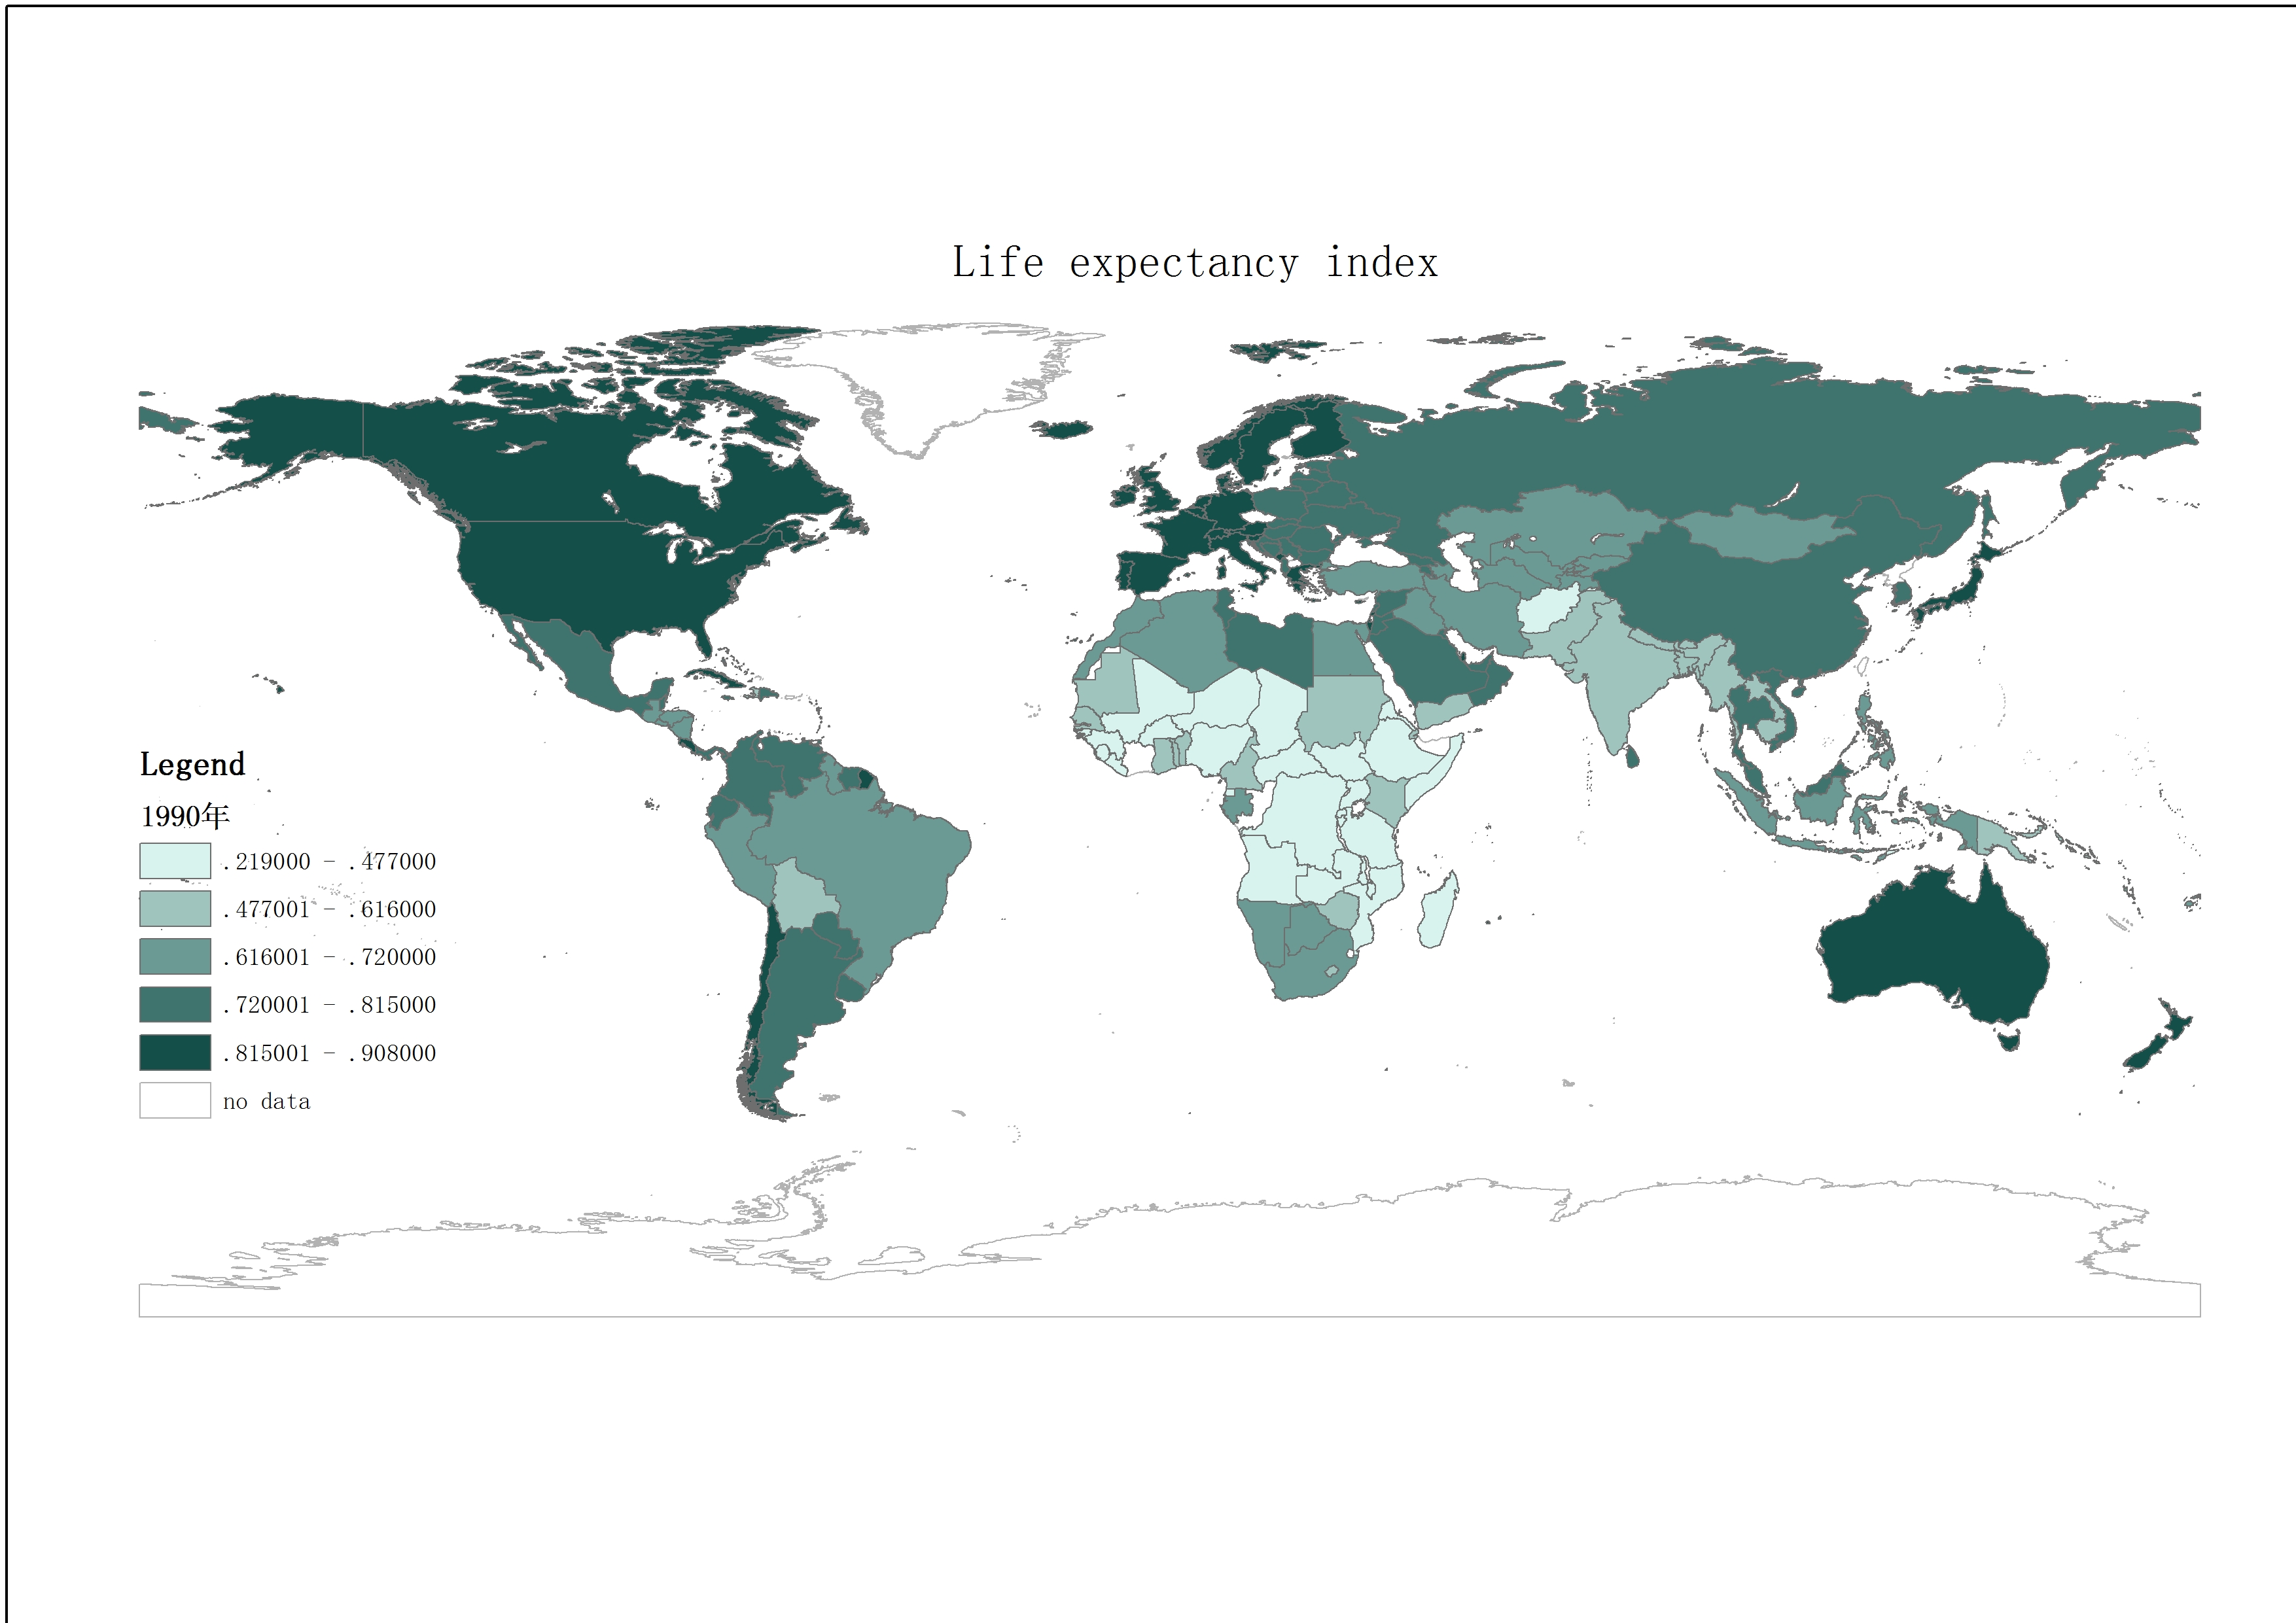 Life expectancy index
Legend
1990年
.219000 - .477000
.477001 - .616000
.616001 - .720000
.720001 - .815000
.815001 - .908000
no data